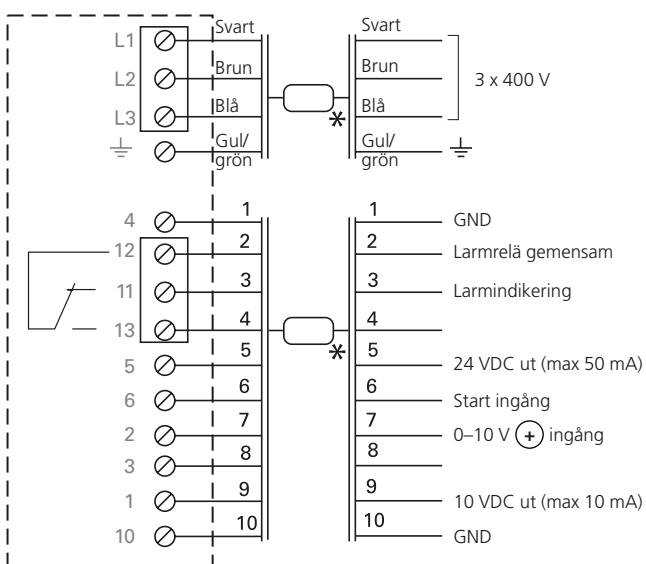 L1 Svart Svart
L2 Brun Brun 3 x 400 V
L3 Blå Blå
* 
Gul/ grön Gul/ grön
4 1 1 GND
12 2 2 Larmrelä gemensam
11 3 3 Larmindikering
13 4 4
*
5 5 5 24 VDC ut (max 50 mA)
6 6 6 Start ingång
2 7 7 0–10 V + ingång
3 8 8
1 9 9 10 VDC ut (max 10 mA)
10 10 10 GND